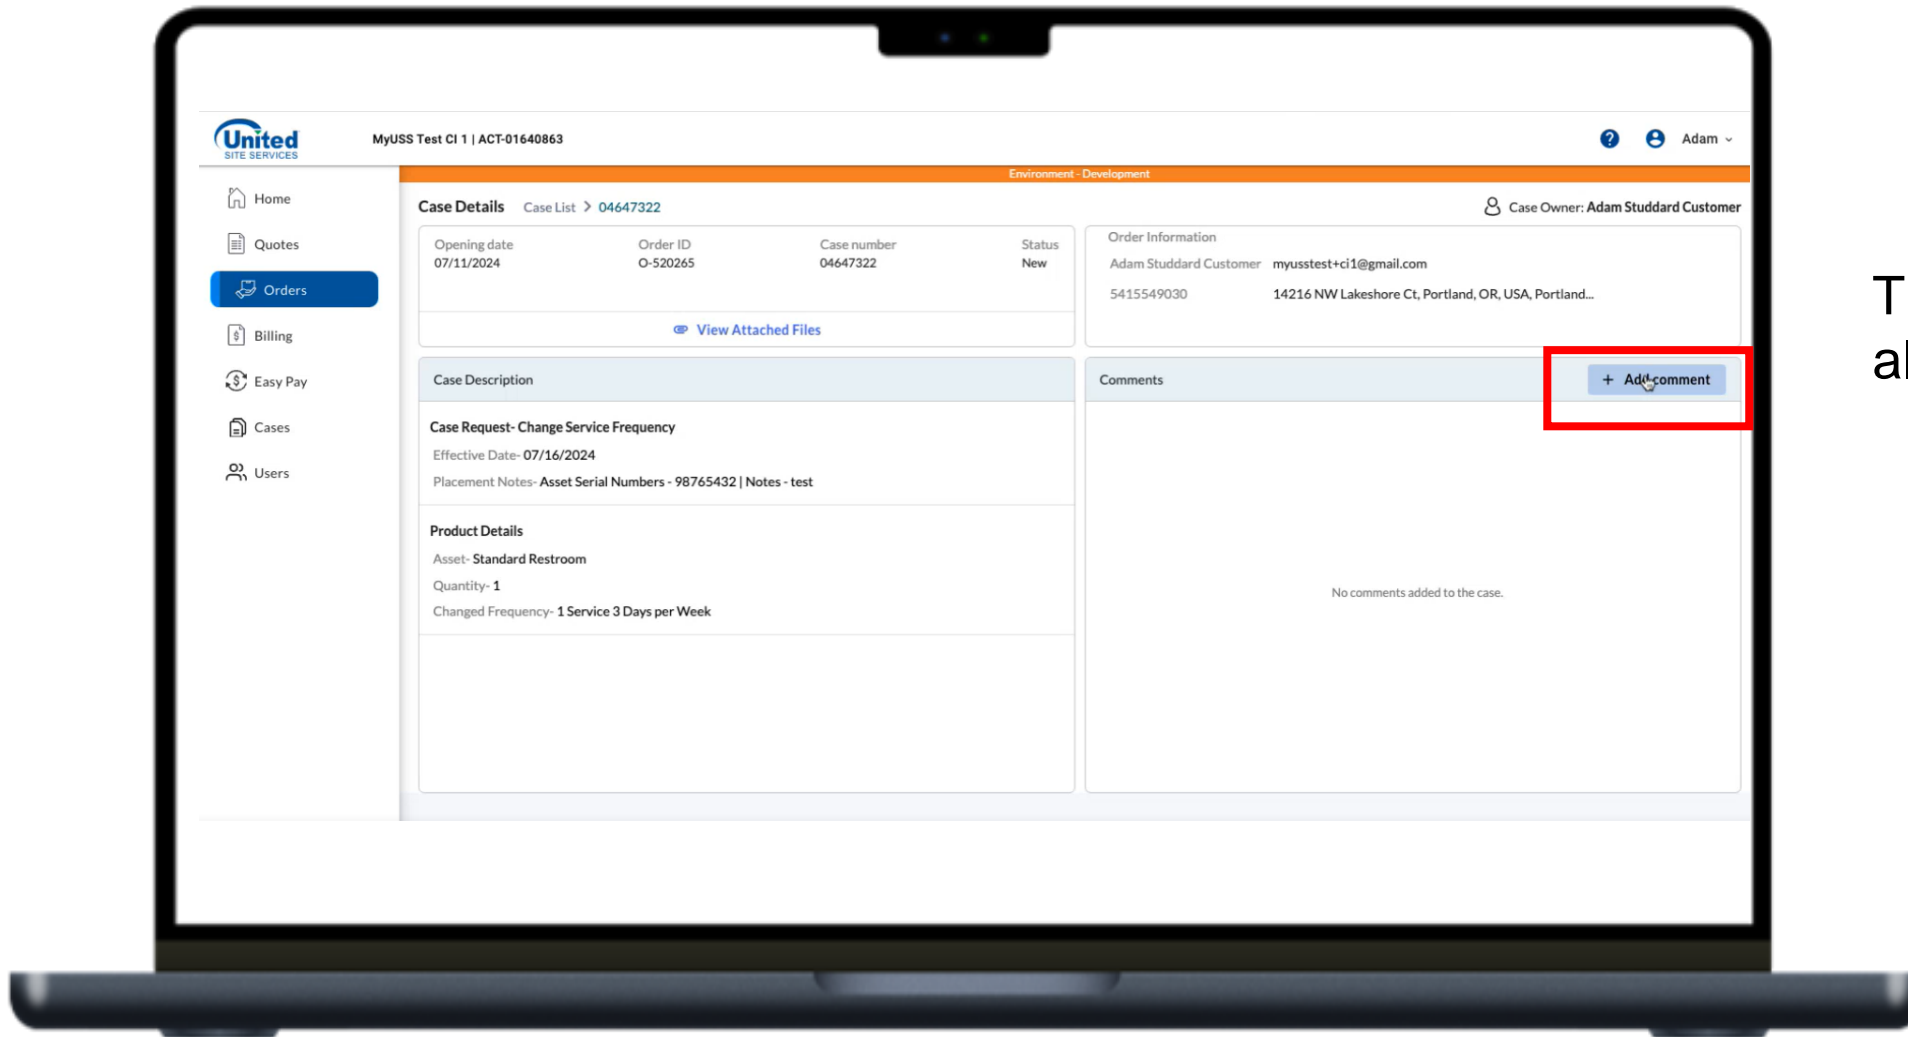 United
SITE SERVICES
MyUSS Test CI 1 | ACT-01640863
Adam
Environment - Development
Home
Quotes
Orders
Billing
Easy Pay
Cases
Users
Case Details Case List > 04647322
Case Owner: Adam Studdard Customer
Opening date Order ID Case number Status
07/11/2024 O-520265 04647322 New
View Attached Files
Order Information
Adam Studdard Customer myusstest+ci1@gmail.com
5415549030 14216 NW Lakeshore Ct, Portland, OR, USA, Portland...
Case Description
Case Request- Change Service Frequency
Effective Date- 07/16/2024
Placement Notes- Asset Serial Numbers - 98765432 | Notes - test
Product Details
Asset- Standard Restroom
Quantity- 1
Changed Frequency- 1 Service 3 Days per Week
Comments
+ Add comment
No comments added to the case.